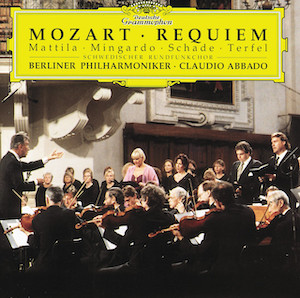 Deutsche
Grammophon
MOZART · REQUIEM
Mattila · Mingardo · Schade · Terfel
SCHWEDISCHER RUNDFUNKCHOR
BERLINER PHILHARMONIKER · CLAUDIO ABBADO